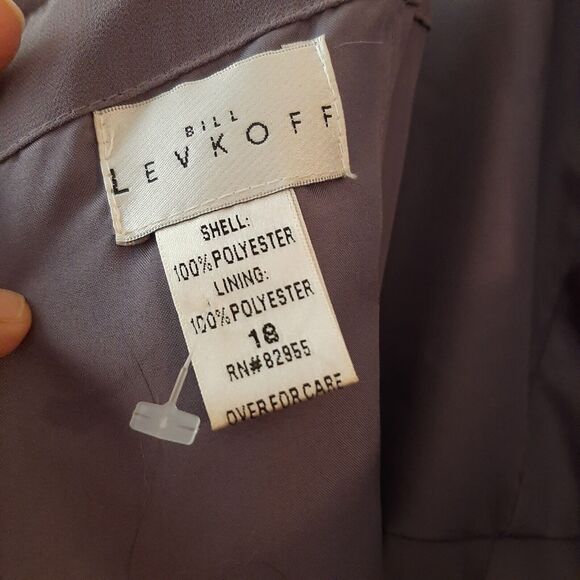 BILL
LEVKOFF
SHELL:
100% POLYESTER
LINING:
100% POLYESTER
18
RN#82955
OVER FOR CARE